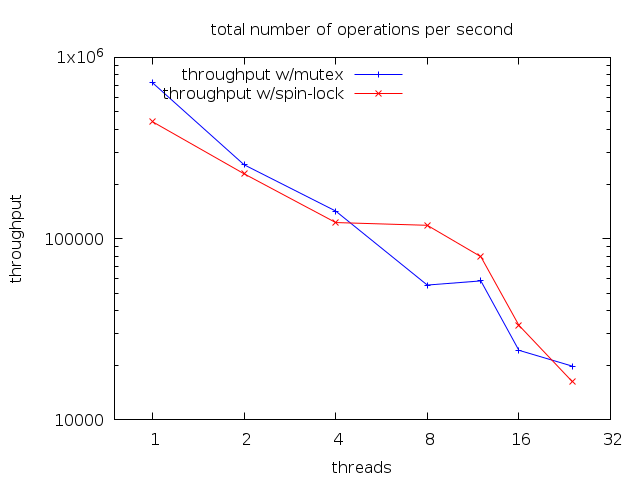 total number of operations per second
1x10⁶
throughput w/mutex
throughput w/spin-lock
throughput
100000
10000
1 2 4 8 16 32
threads